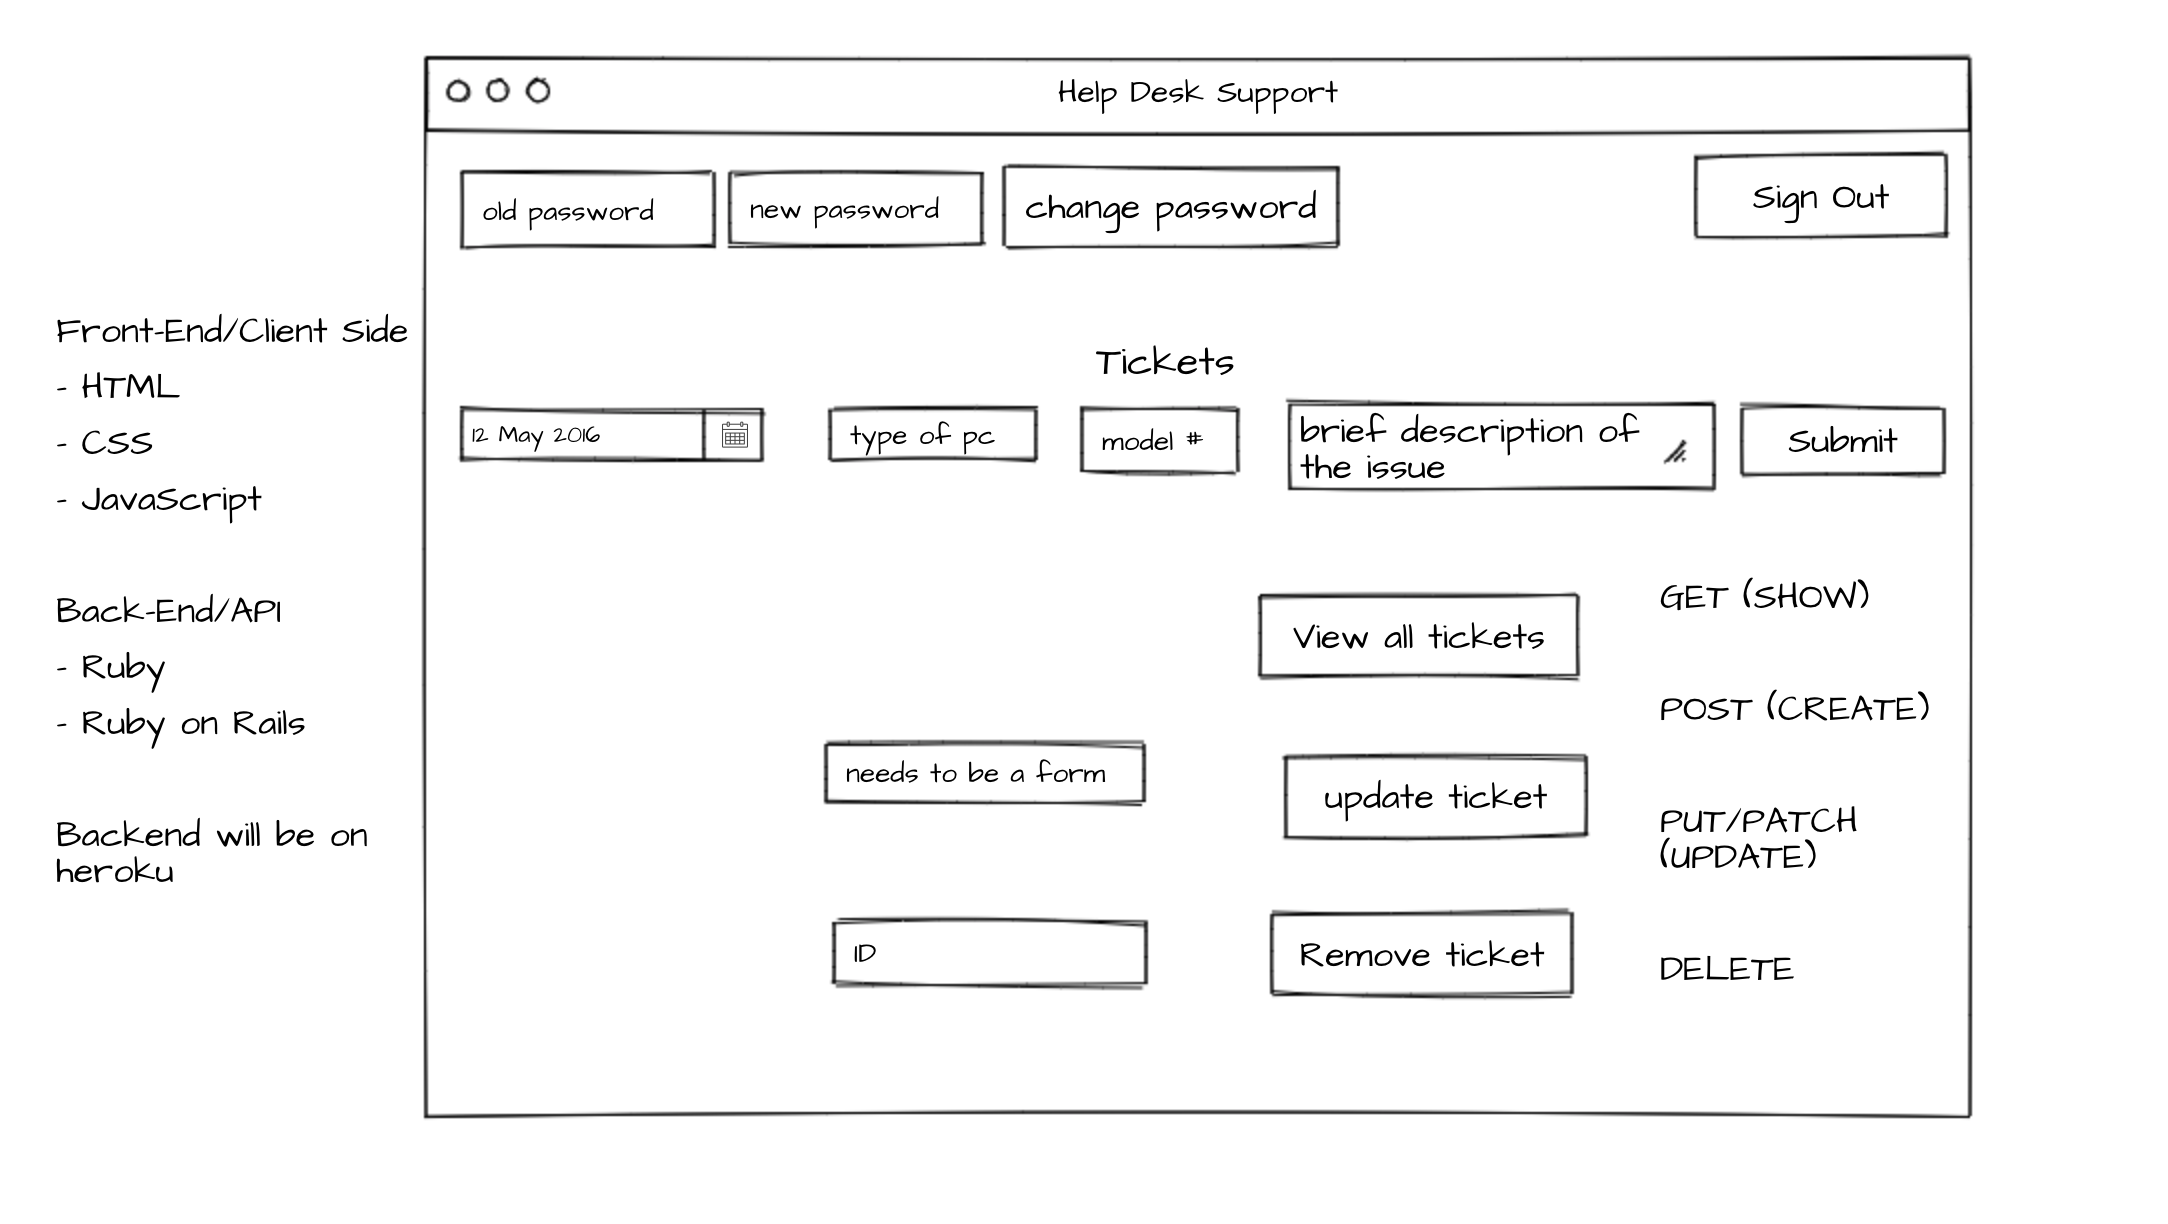 Help Desk Support
old password
new password
change password
Sign Out
Front-End/Client Side
- HTML
- CSS
- JavaScript
Back-End/API
- Ruby
- Ruby on Rails
Backend will be on
heroku
Tickets
12 May 2016
type of pc
model #
brief description of
the issue
Submit
View all tickets
GET (SHOW)
POST (CREATE)
needs to be a form
update ticket
PUT/PATCH
(UPDATE)
ID
Remove ticket
DELETE